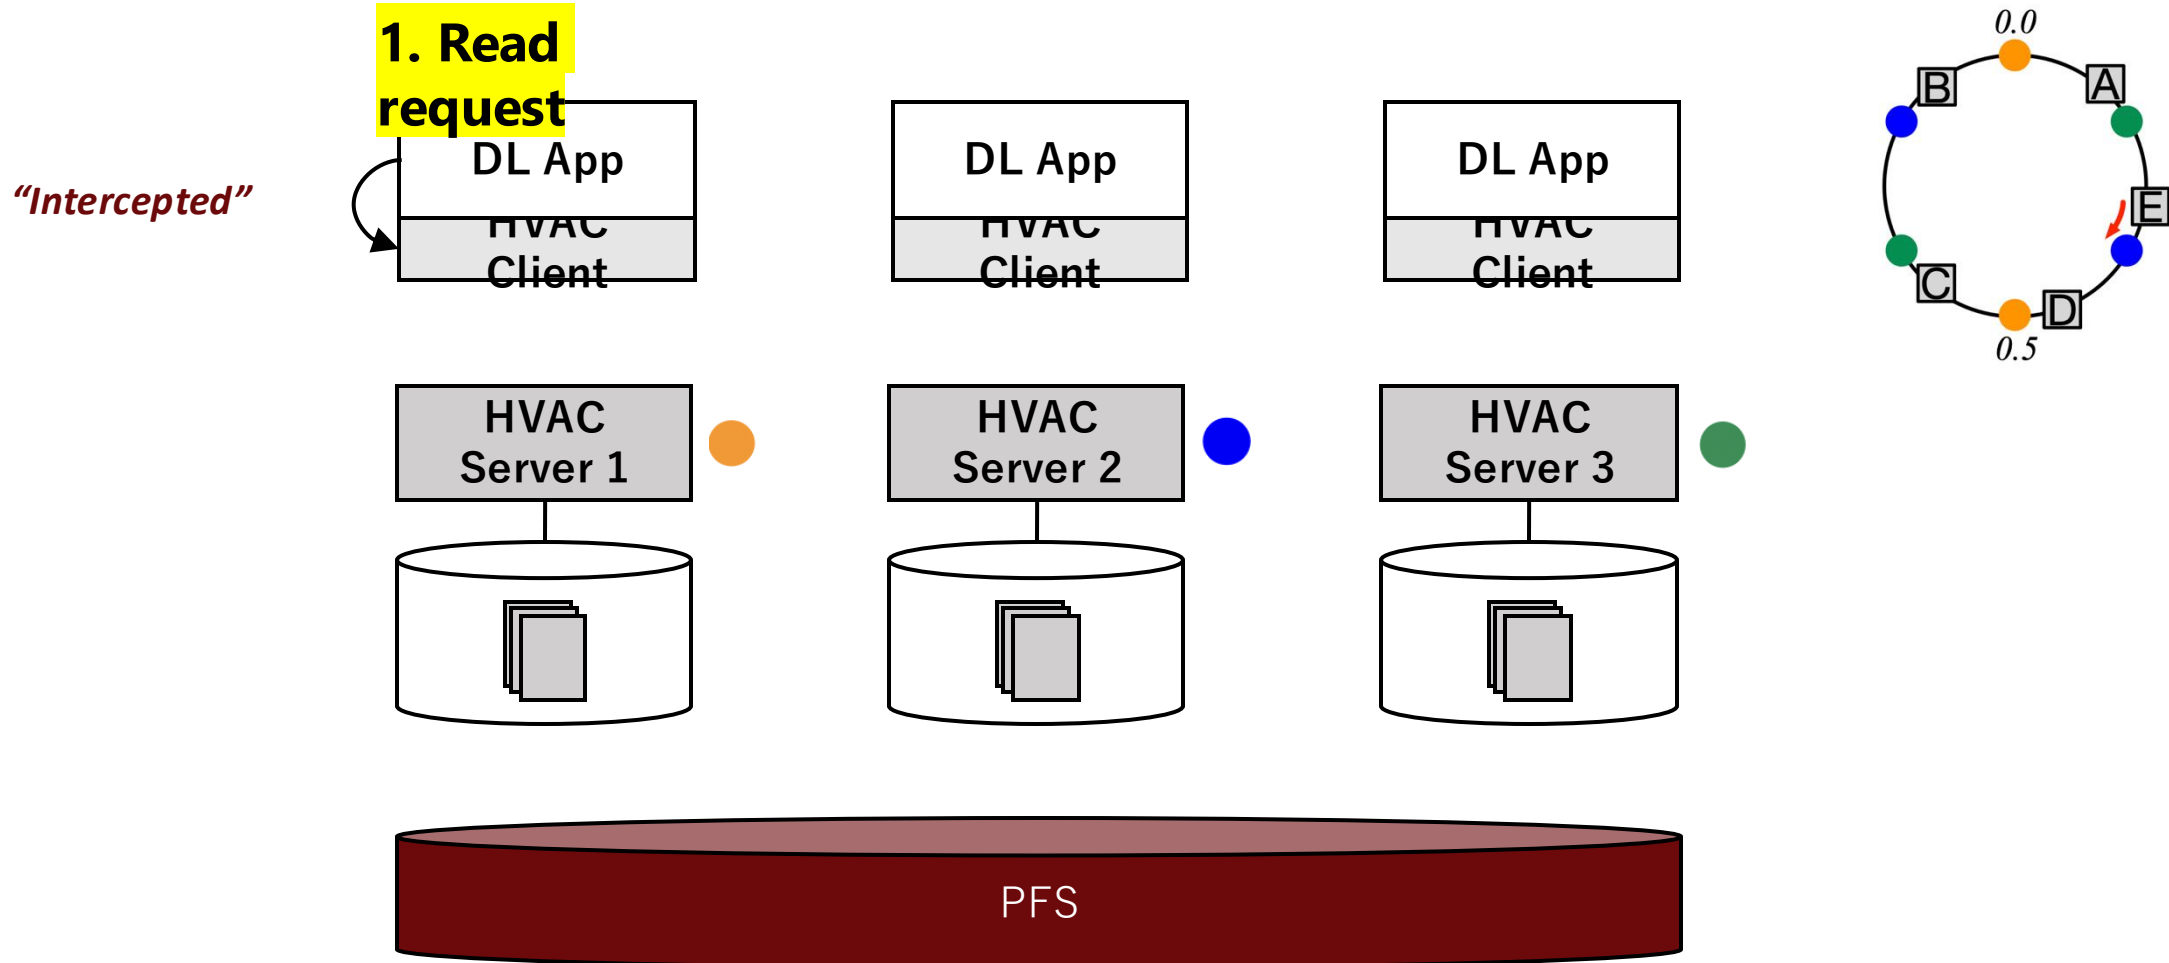 1. Read
request
0.0
B
A
DL App
DL App
DL App
“Intercepted”
E
HVAC
Client
HVAC
Client
HVAC
Client
C
D
0.5
HVAC
Server 1
HVAC
Server 2
HVAC
Server 3
PFS